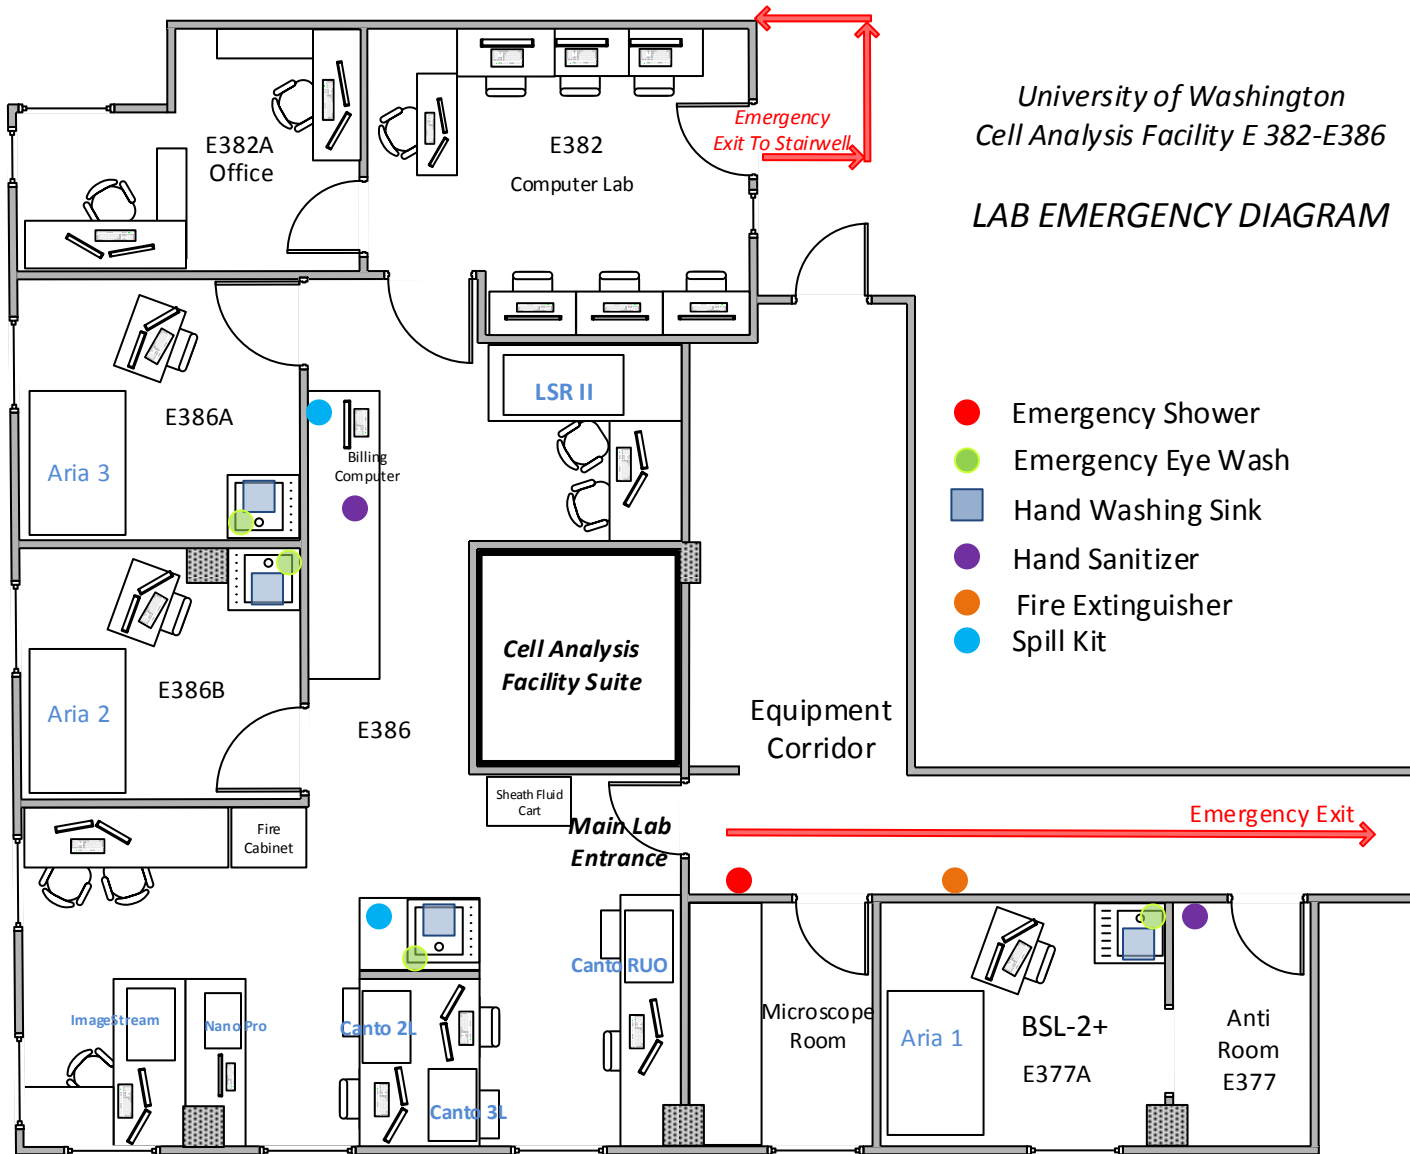 University of Washington
Cell Analysis Facility E 382-E386
LAB EMERGENCY DIAGRAM
Emergency
Exit To Stairwell
E382A
Office
E382
Computer Lab
LSR II
E386A
Aria 3
Billing
Computer
Emergency Shower
Emergency Eye Wash
Hand Washing Sink
Hand Sanitizer
Fire Extinguisher
Spill Kit
Cell Analysis
Facility Suite
E386B
Aria 2
E386
Equipment
Corridor
Sheath Fluid
Cart
Main Lab
Entrance
Emergency Exit
Fire
Cabinet
Canto RUO
ImageStream
Nano Pro
Canto 2L
Canto 3L
Microscope
Room
Aria 1
BSL-2+
E377A
Anti
Room
E377